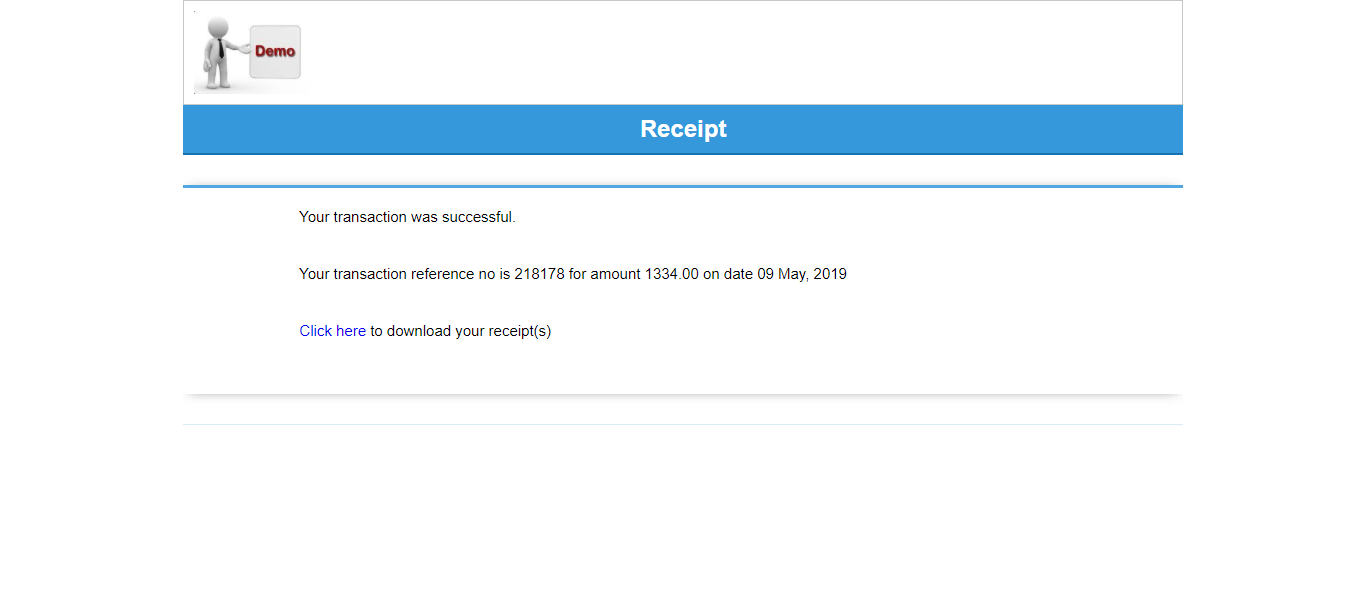 Demo
Receipt
Your transaction was successful.
Your transaction reference no is 218178 for amount 1334.00 on date 09 May, 2019
Click here to download your receipt(s)